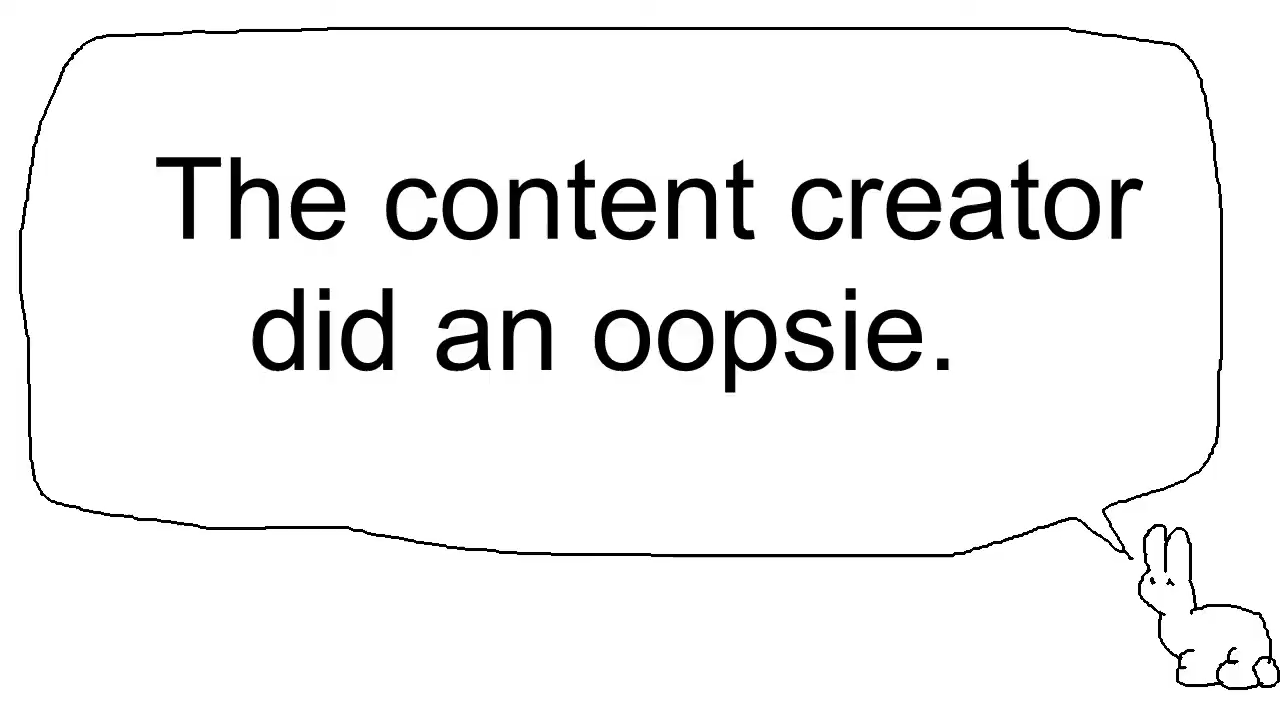 The content creator
did an oopsie.